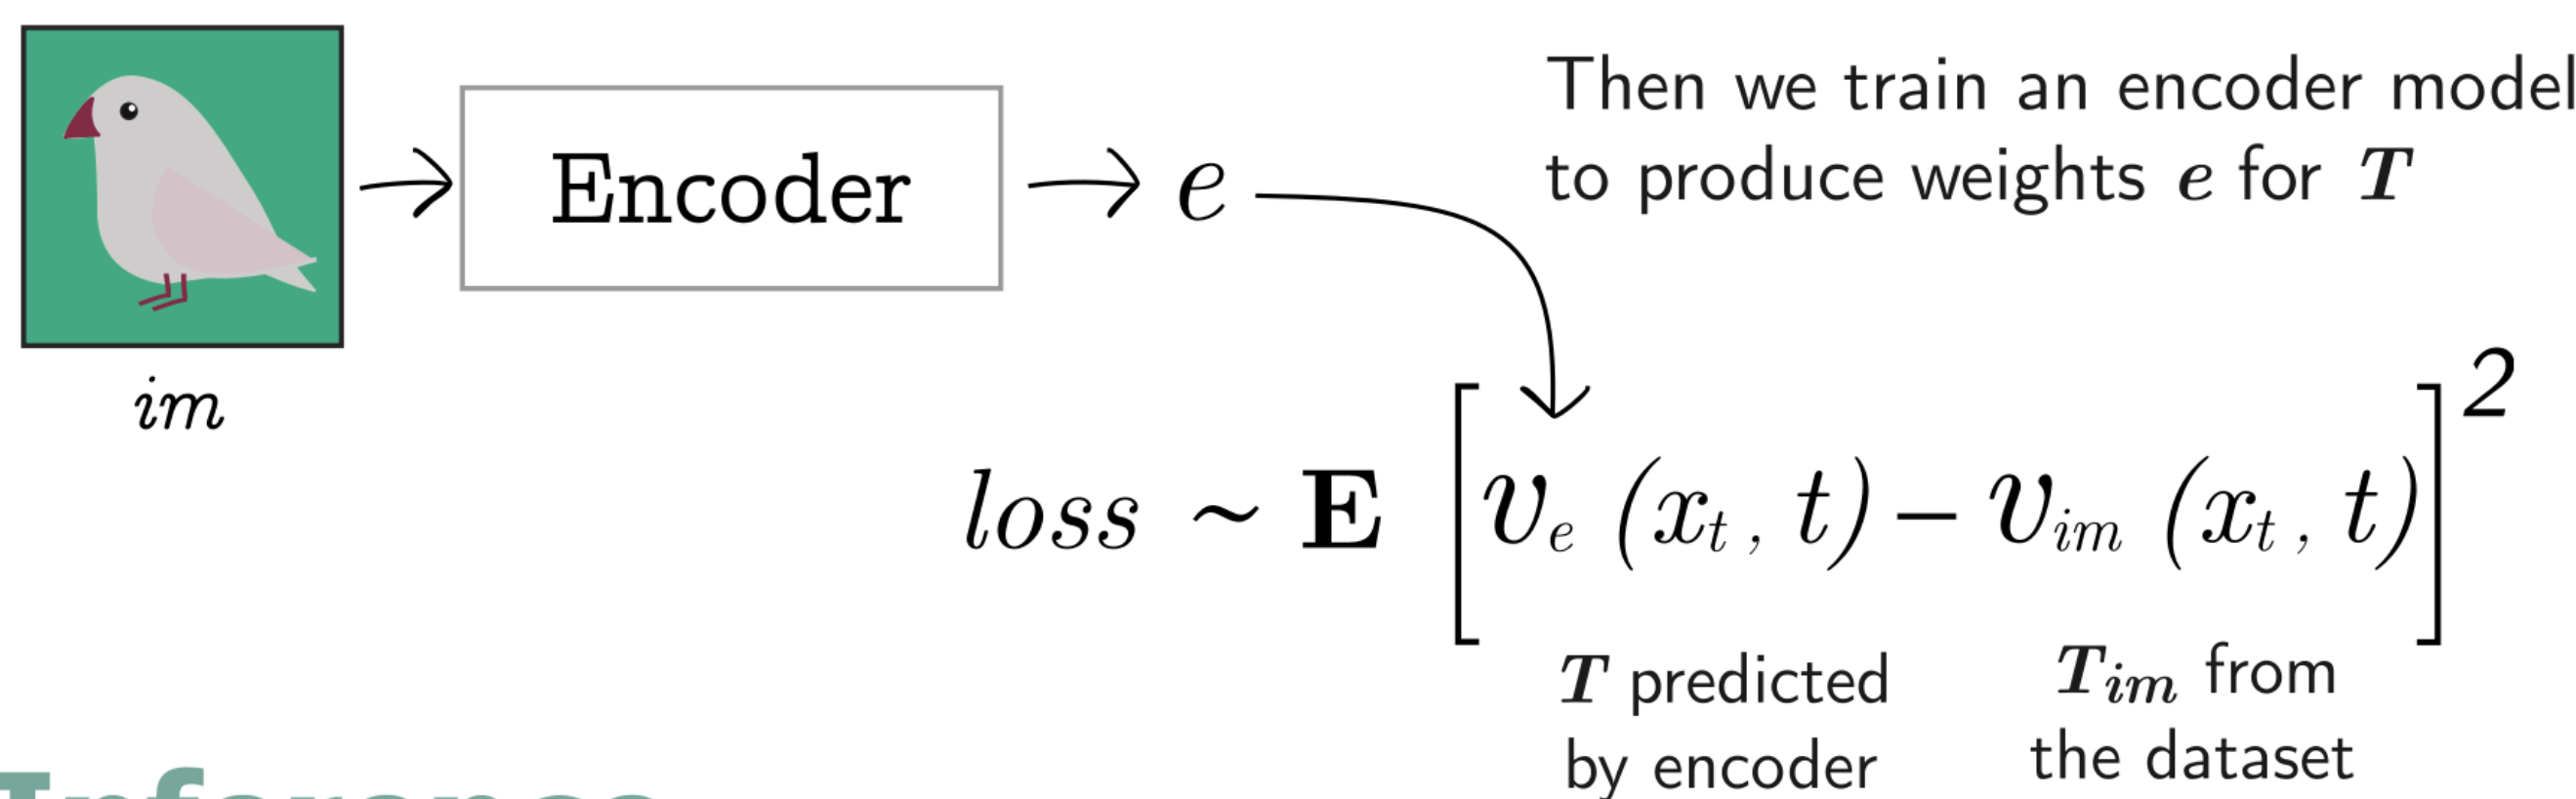 Then we train an encoder model
to produce weights e for T
Encoder
e
im
loss ~ E [v_e (x_t, t) − v_im (x_t, t)]^2
T predicted
by encoder
T_im from
the dataset
Inference